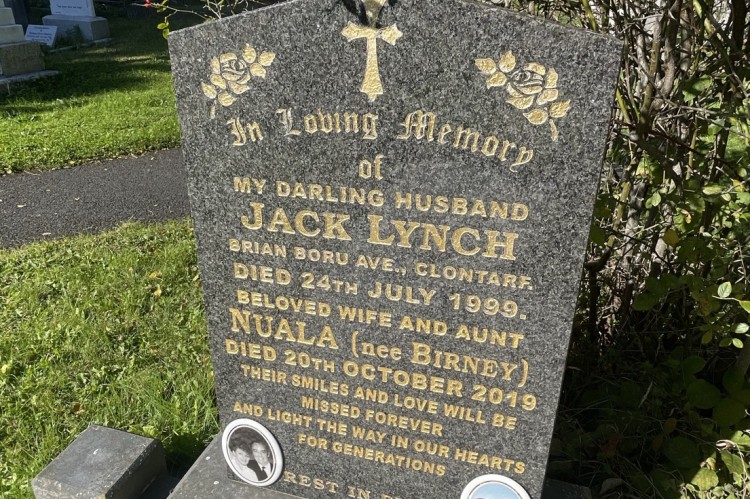 In Loving Memory
of
MY DARLING HUSBAND
JACK LYNCH
BRIAN BORU AVE., CLONTARF.
DIED 24TH JULY 1999.
BELOVED WIFE AND AUNT
NUALA (nee BIRNEY)
DIED 20TH OCTOBER 2019
THEIR SMILES AND LOVE WILL BE
MISSED FOREVER
AND LIGHT THE WAY IN OUR HEARTS
FOR GENERATIONS
REST IN